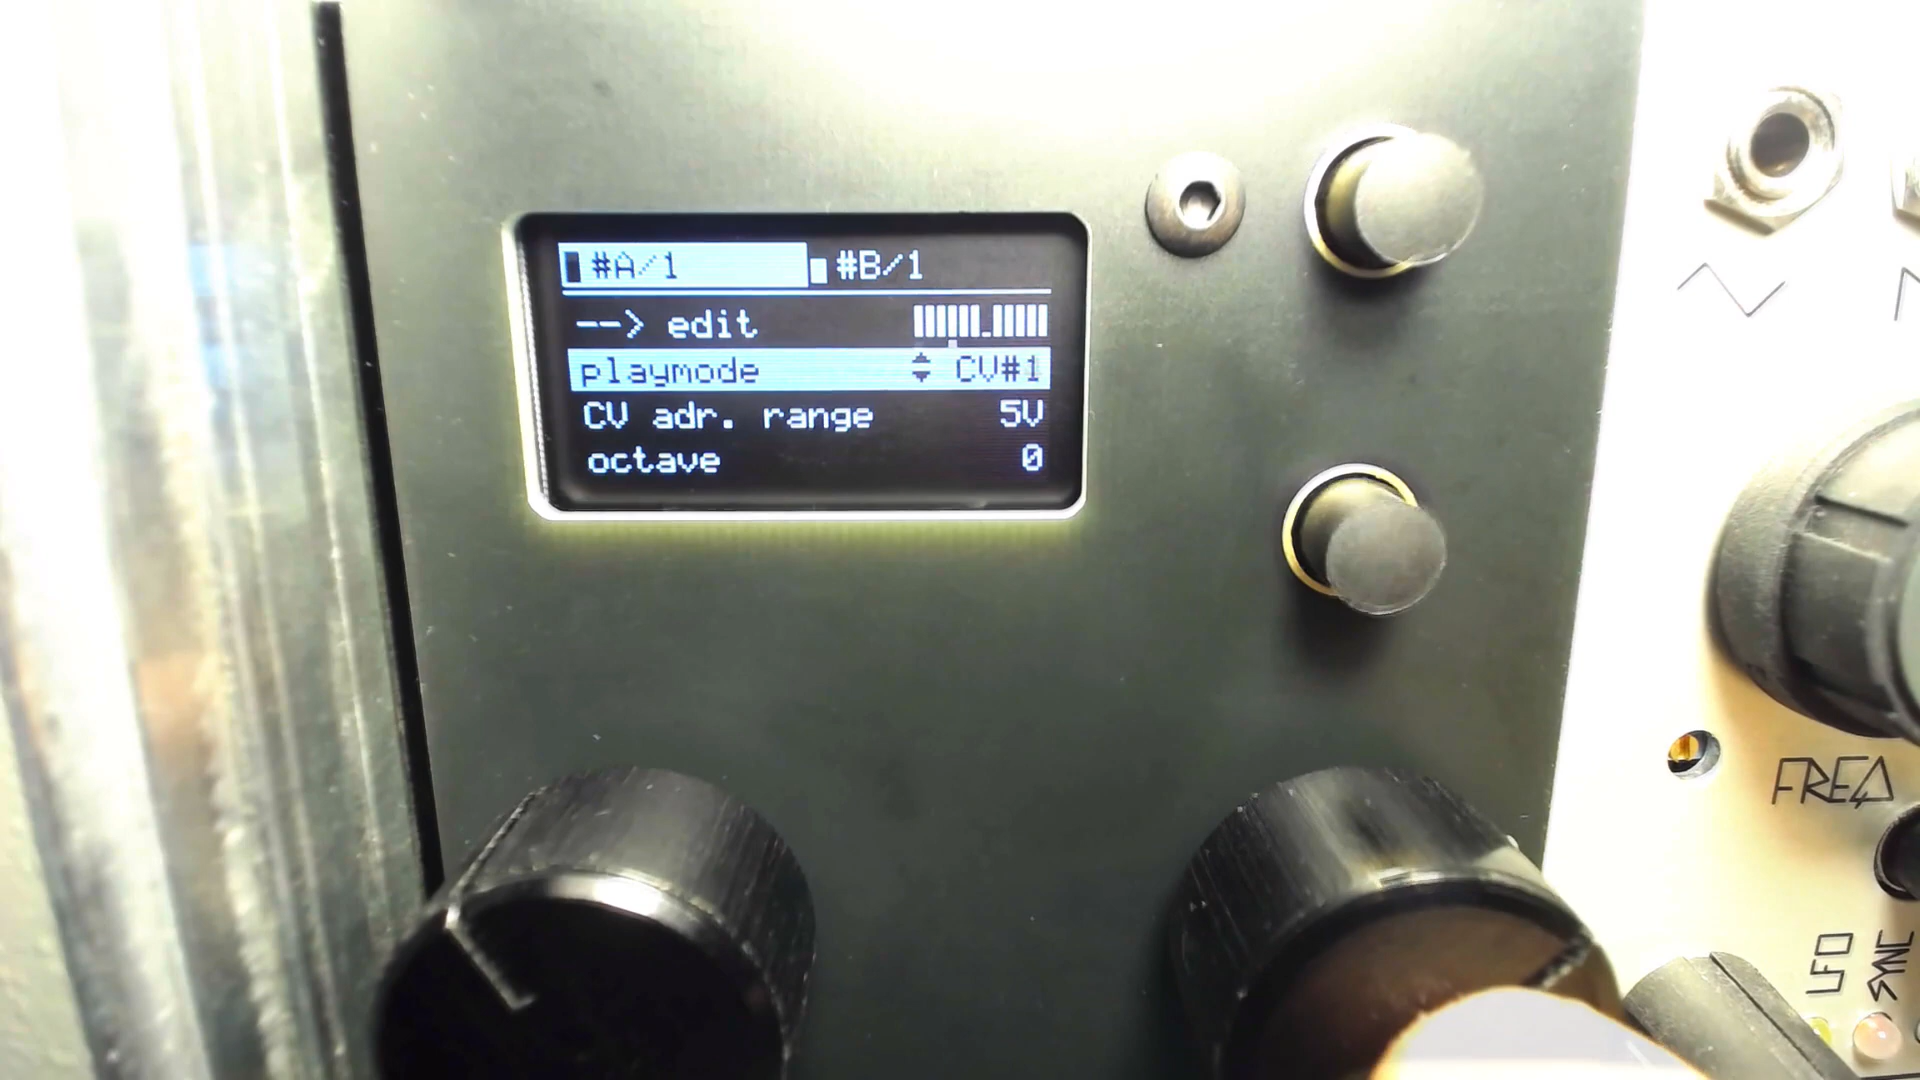 #A/1 #B/1
--> edit
playmode CV#1
CV adr. range 5V
octave 0
FREQ
LFO
SYNC